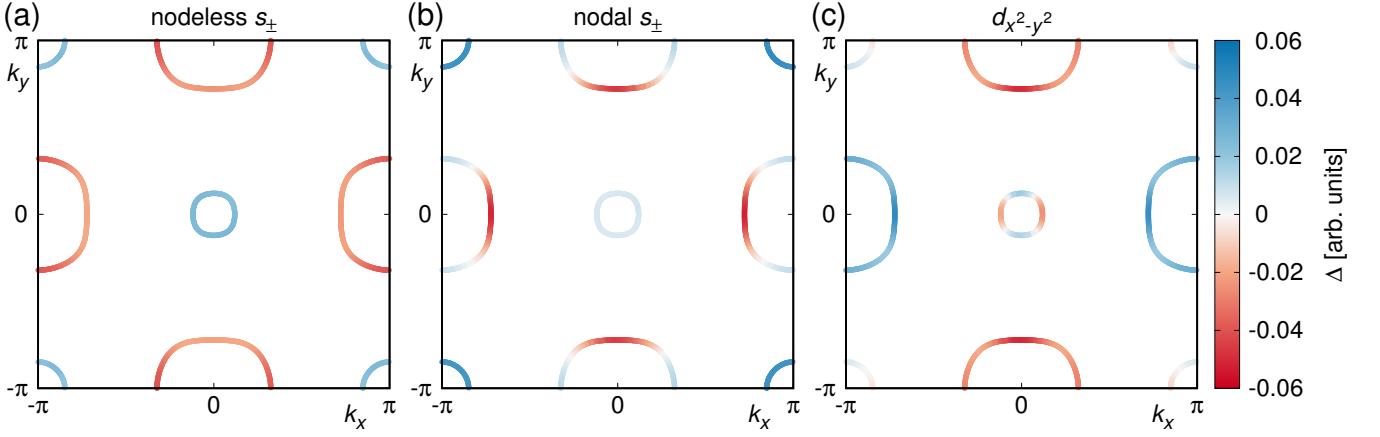 (a) nodeless s± (b) nodal s± (c) dx²-y²
π π π 0.06
ky ky ky
0.04
0.02
0 0 0 0
-0.02
-0.04
-π -π -π -0.06
-π 0 kx π -π 0 kx π -π 0 kx π
Δ [arb. units]